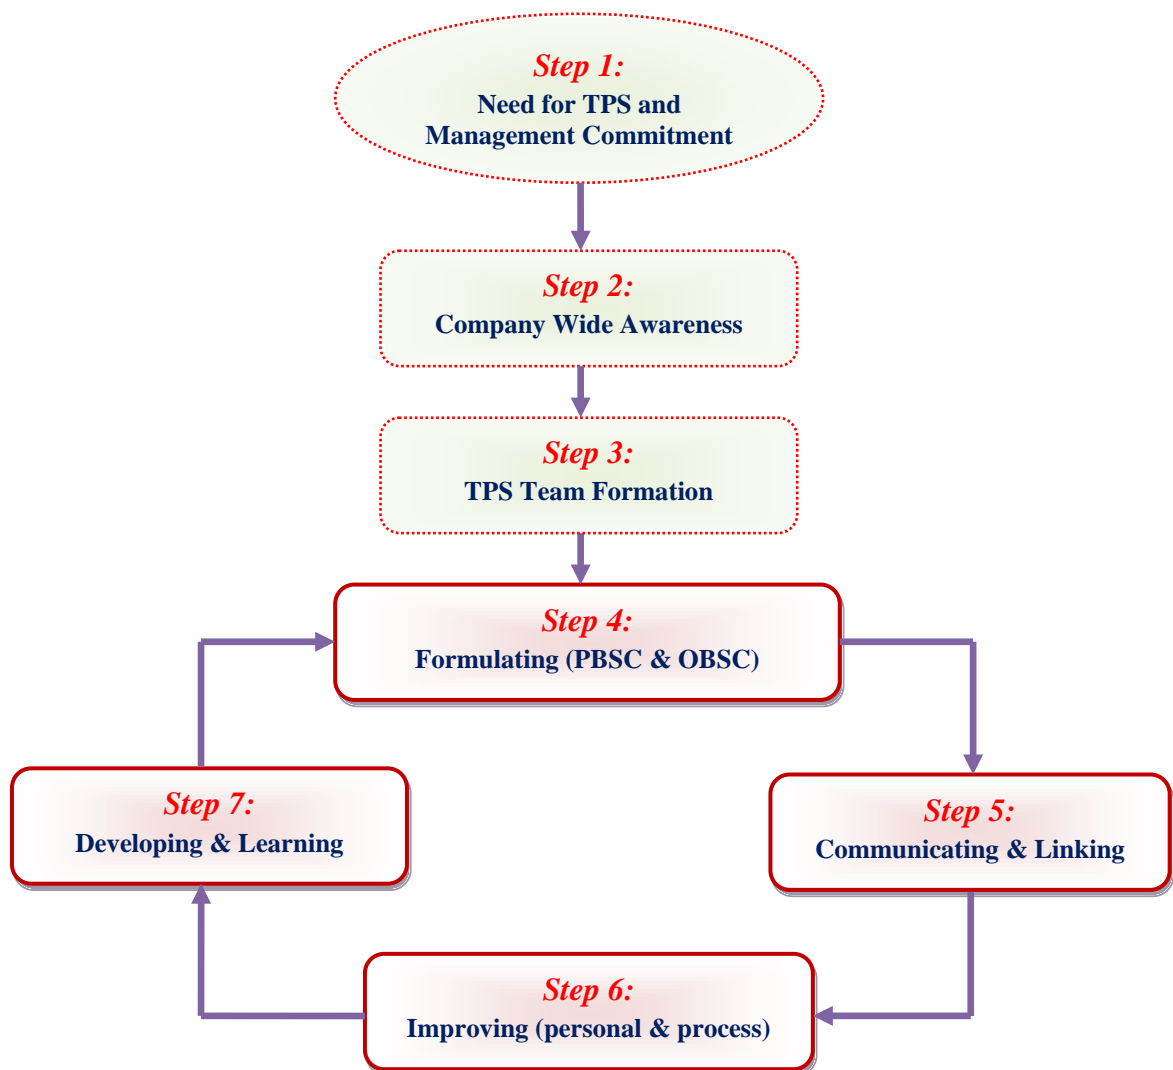 Step 1:
Need for TPS and
Management Commitment
Step 2:
Company Wide Awareness
Step 3:
TPS Team Formation
Step 4:
Formulating (PBSC & OBSC)
Step 5:
Communicating & Linking
Step 6:
Improving (personal & process)
Step 7:
Developing & Learning